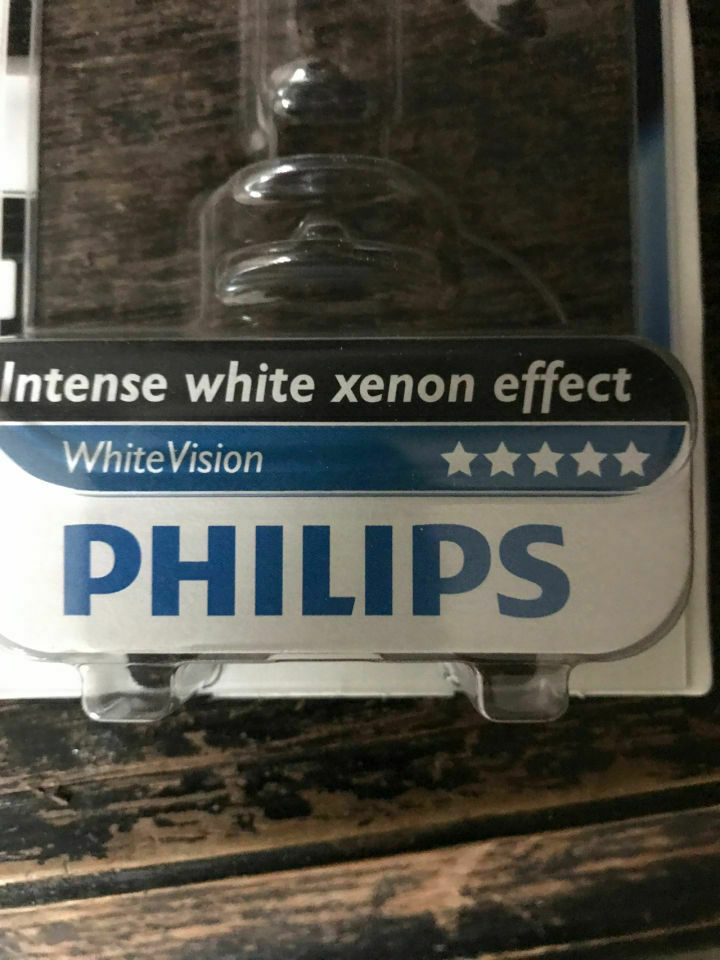 Intense white xenon effect
WhiteVision
PHILIPS